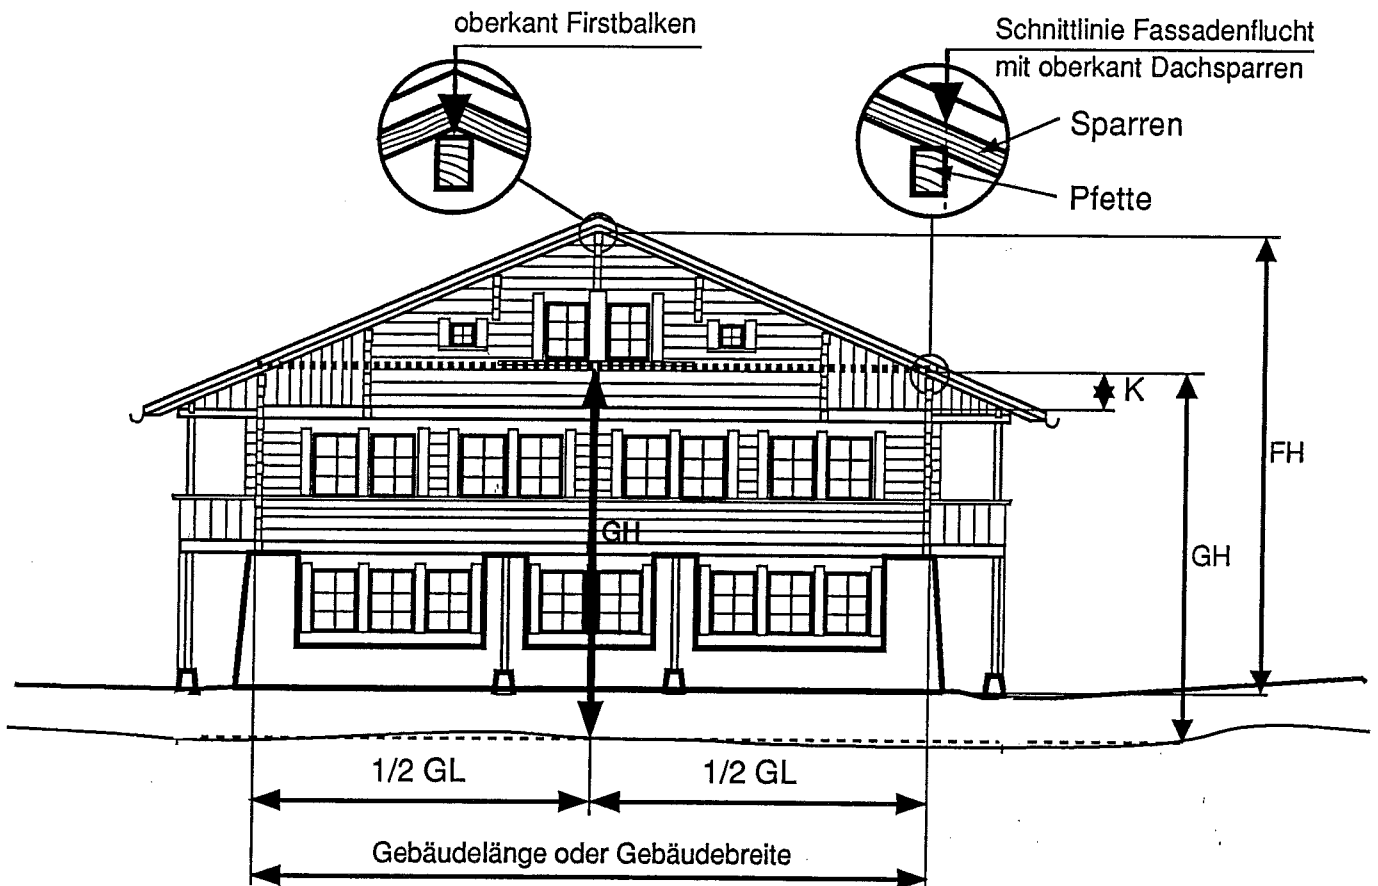 oberkant Firstbalken
Schnittlinie Fassadenflucht
mit oberkant Dachsparren
Sparren
Pfette
K
FH
GH
GH
1/2 GL
1/2 GL
Gebäudelänge oder Gebäudebreite